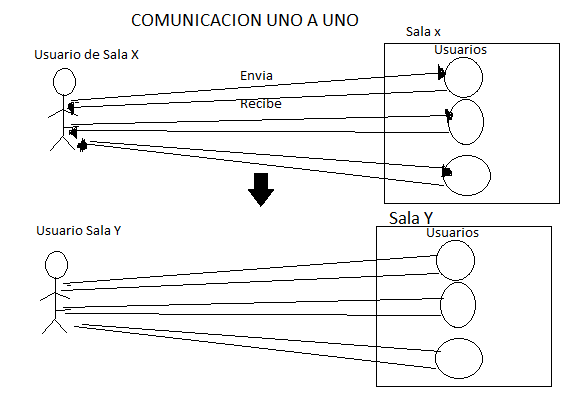 COMUNICACION UNO A UNO
Sala x
Usuario de Sala X
Usuarios
Envia
Recibe
Sala Y
Usuario Sala Y
Usuarios